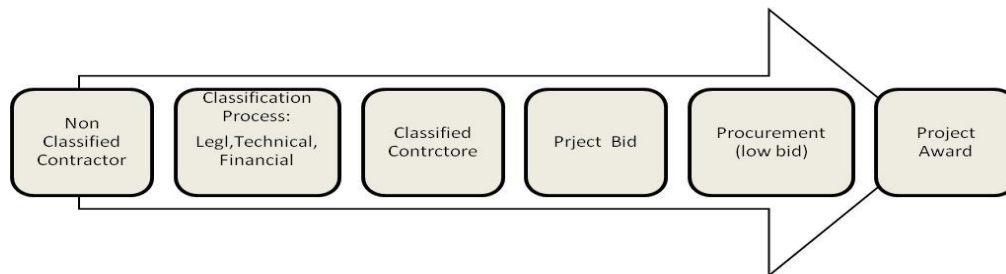 Non
Classified
Contractor
Classification
Process:
Legl,Technical,
Financial
Classified
Contrctore
Prject Bid
Procurement
(low bid)
Project
Award